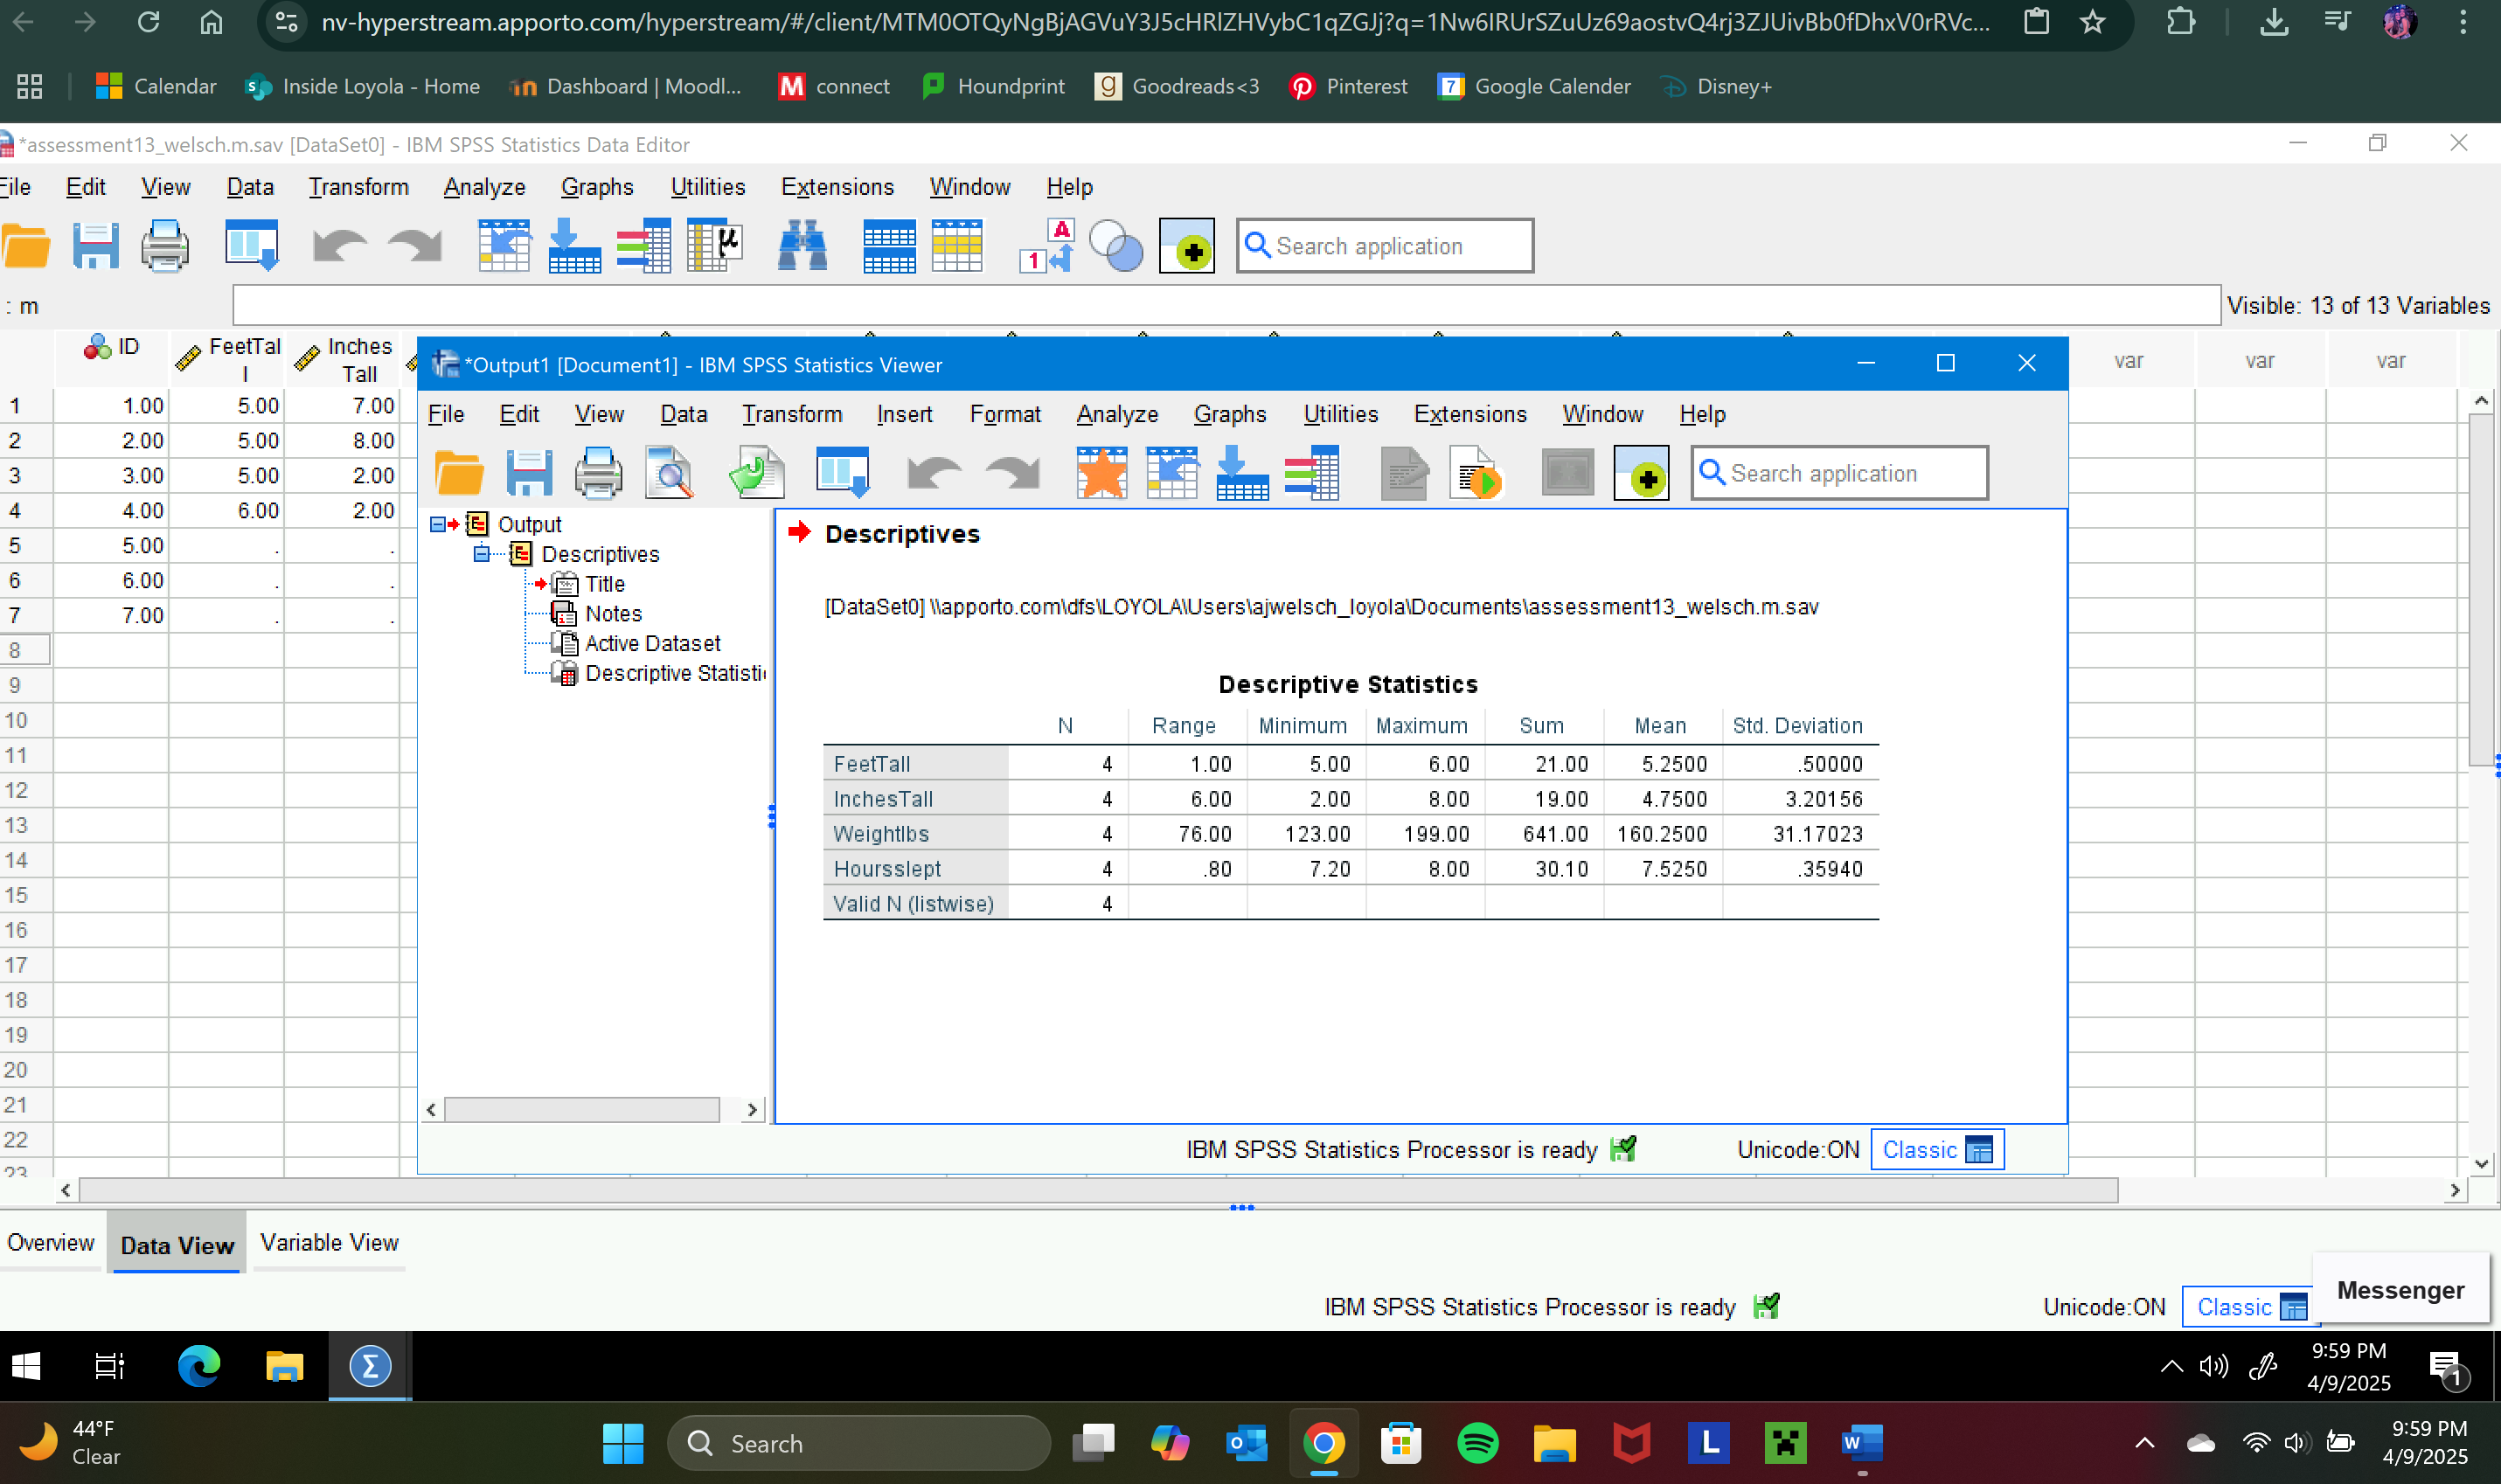 nv-hyperstream.apporto.com/hyperstream/#/client/MTM0OTQyNgBjAGVuY3J5cHRlZHVybC1qZGJj?q=1Nw6IRUrSZuUz69aostvQ4rj3ZJUivBb0fDhxV0rRVc...
Calendar Inside Loyola - Home Dashboard | Moodl... connect Houndprint Goodreads<3 Pinterest Google Calender Disney+
*assessment13_welsch.m.sav [DataSet0] - IBM SPSS Statistics Data Editor
File Edit View Data Transform Analyze Graphs Utilities Extensions Window Help
Search application
: m Visible: 13 of 13 Variables
ID FeetTall InchesTall var var var
1 1.00 5.00 7.00
2 2.00 5.00 8.00
3 3.00 5.00 2.00
4 4.00 6.00 2.00
5 5.00 . .
6 6.00 . .
7 7.00 . .
8
9
10
11
12
13
14
15
16
17
18
19
20
21
22
23
*Output1 [Document1] - IBM SPSS Statistics Viewer
File Edit View Data Transform Insert Format Analyze Graphs Utilities Extensions Window Help
Search application
Output
Descriptives
Title
Notes
Active Dataset
Descriptive Statisti
Descriptives
[DataSet0] \\apporto.com\dfs\LOYOLA\Users\ajwelsch_loyola\Documents\assessment13_welsch.m.sav
Descriptive Statistics
N Range Minimum Maximum Sum Mean Std. Deviation
FeetTall 4 1.00 5.00 6.00 21.00 5.2500 .50000
InchesTall 4 6.00 2.00 8.00 19.00 4.7500 3.20156
Weightlbs 4 76.00 123.00 199.00 641.00 160.2500 31.17023
Hoursslept 4 .80 7.20 8.00 30.10 7.5250 .35940
Valid N (listwise) 4
IBM SPSS Statistics Processor is ready Unicode:ON Classic
Overview Data View Variable View
IBM SPSS Statistics Processor is ready Unicode:ON Classic
Messenger
9:59 PM
4/9/2025
1
44°F
Clear
Search
9:59 PM
4/9/2025